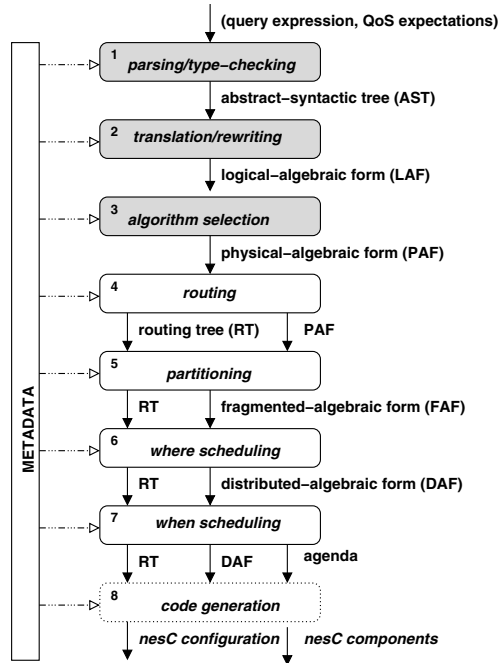 (query expression, QoS expectations)
1
parsing/type-checking
abstract-syntactic tree (AST)
2
translation/rewriting
logical-algebraic form (LAF)
3
algorithm selection
physical-algebraic form (PAF)
4
routing
routing tree (RT) PAF
5
partitioning
RT fragmented-algebraic form (FAF)
6
where scheduling
RT distributed-algebraic form (DAF)
7
when scheduling
RT DAF agenda
8
code generation
nesC configuration nesC components
METADATA